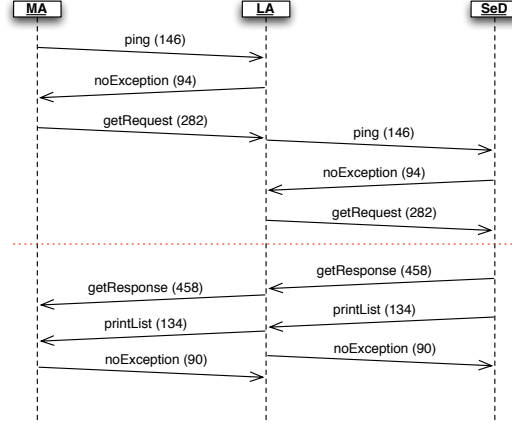 MA LA SeD
ping (146)
noException (94)
getRequest (282)
ping (146)
noException (94)
getRequest (282)
getResponse (458)
getResponse (458)
printList (134)
printList (134)
noException (90)
noException (90)